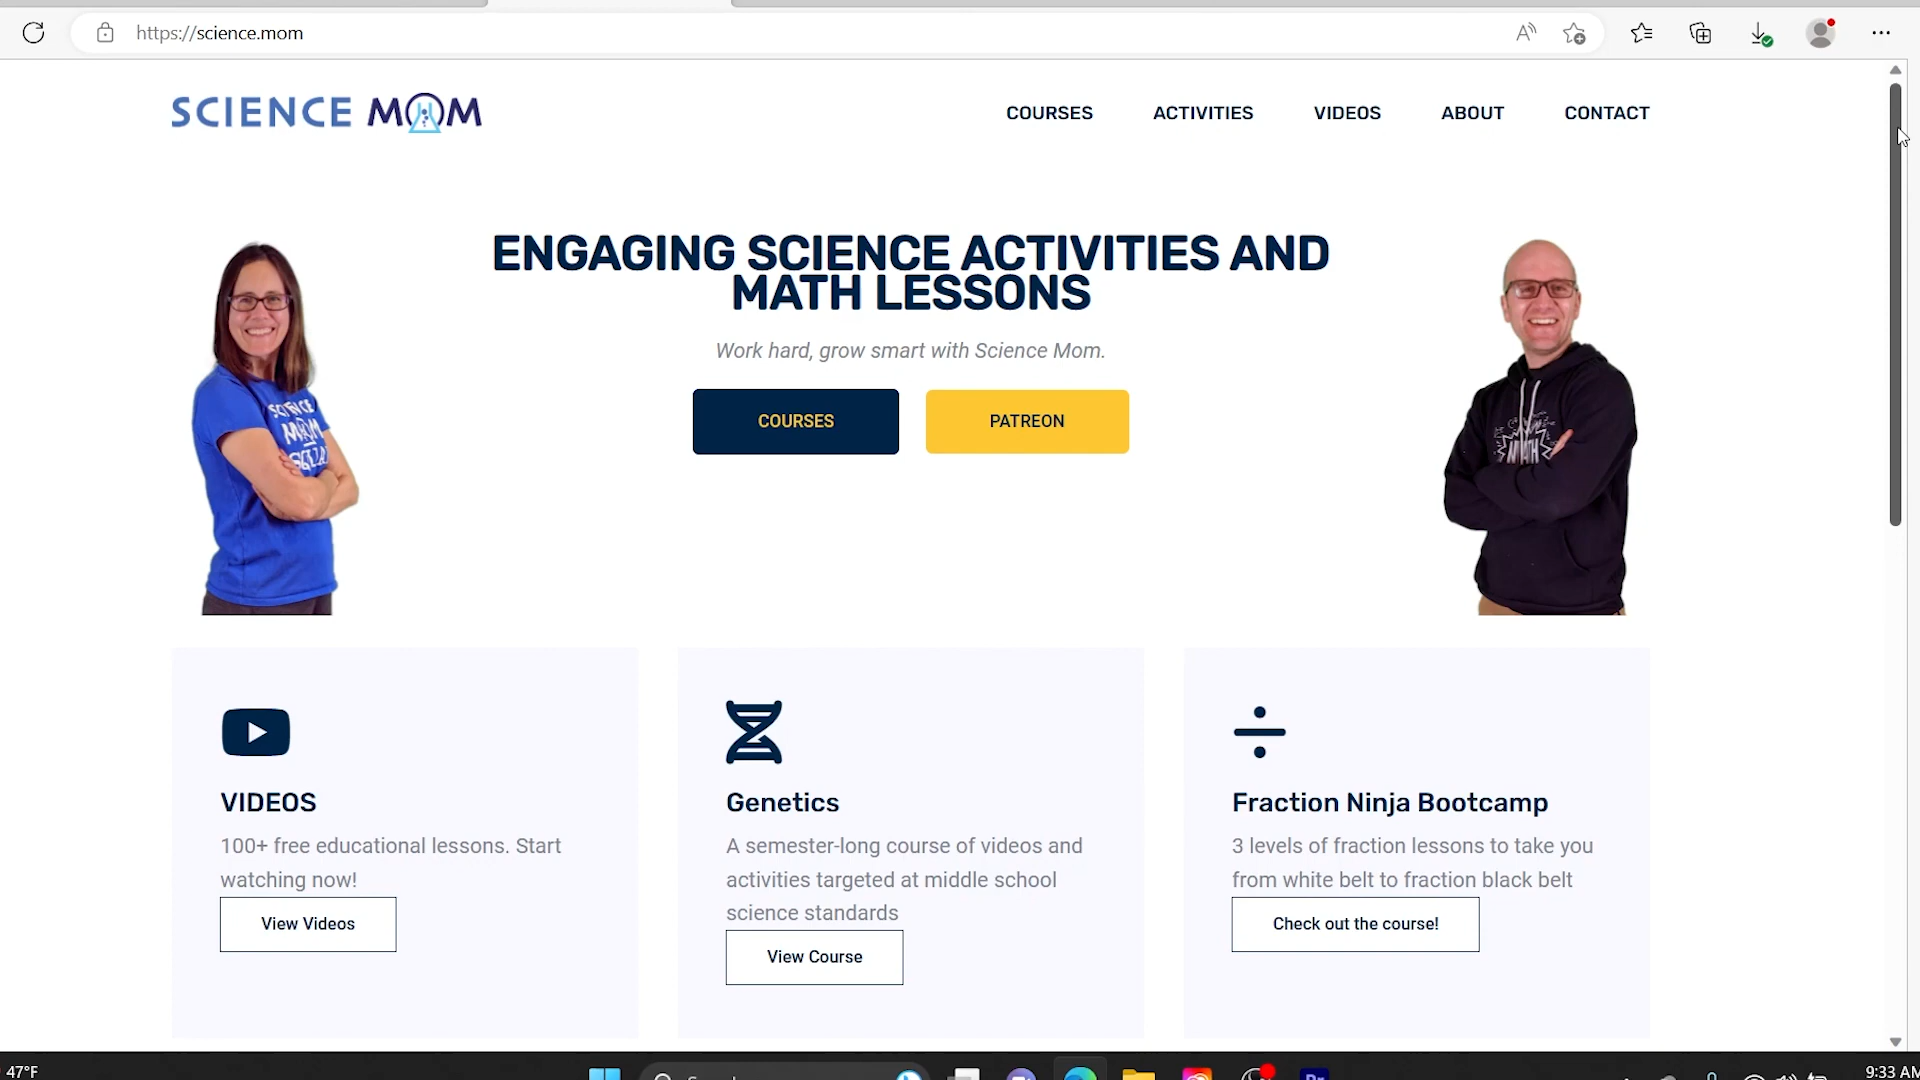 https://science.mom
SCIENCE MOM
COURSES
ACTIVITIES
VIDEOS
ABOUT
CONTACT
ENGAGING SCIENCE ACTIVITIES AND
MATH LESSONS
Work hard, grow smart with Science Mom.
COURSES
PATREON
SCIENCE
MOM
SQUAD
MATH
VIDEOS
100+ free educational lessons. Start
watching now!
View Videos
Genetics
A semester-long course of videos and
activities targeted at middle school
science standards
View Course
Fraction Ninja Bootcamp
3 levels of fraction lessons to take you
from white belt to fraction black belt
Check out the course!
47°F
9:33 AM